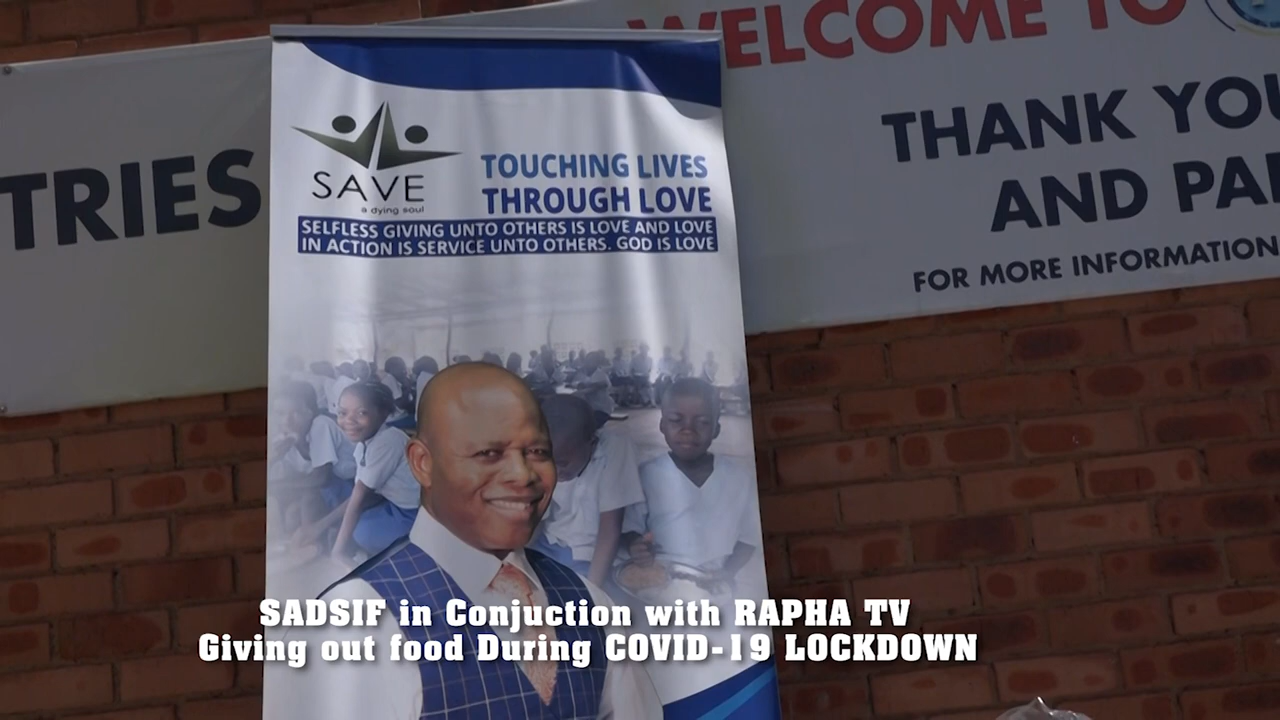 WELCOME TO
TRIES
THANK YOU
AND PA
FOR MORE INFORMATION
SAVE
a dying soul
TOUCHING LIVES
THROUGH LOVE
SELFLESS GIVING UNTO OTHERS IS LOVE AND LOVE
IN ACTION IS SERVICE UNTO OTHERS. GOD IS LOVE
SADSIF in Conjuction with RAPHA TV
Giving out food During COVID-19 LOCKDOWN